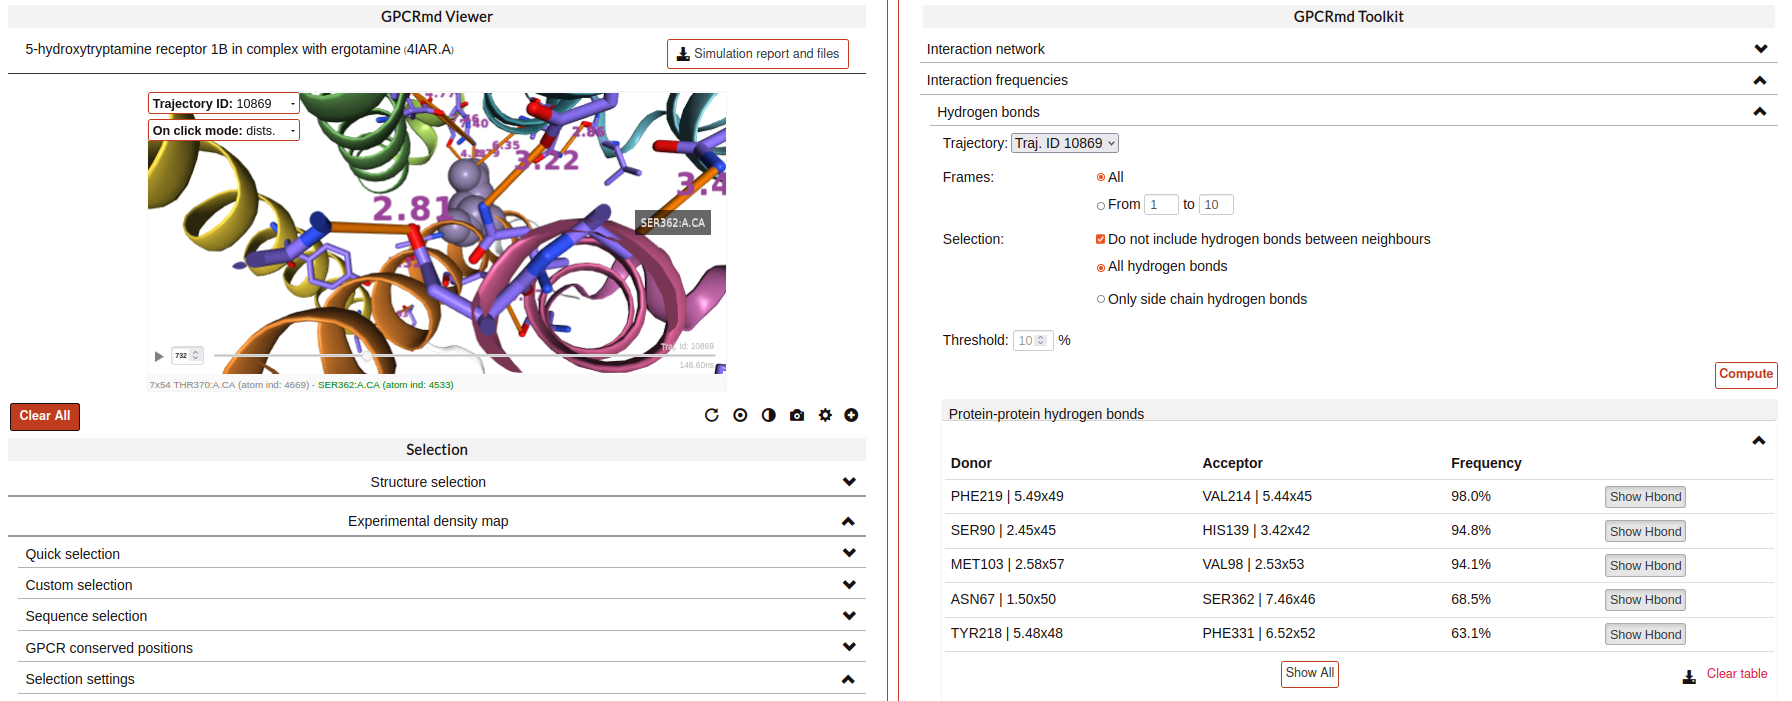 GPCRmd Viewer
5-hydroxytryptamine receptor 1B in complex with ergotamine (4IAR.A)
Simulation report and files
Trajectory ID: 10869
On click mode: dists.
7.40
2.86
6.35
3.22
3.4
2.81
SER362:A.CA
732
Traj. id: 10869
146.60ns
7x54 THR370:A.CA (atom ind: 4669) - SER362:A.CA (atom ind: 4533)
Clear All
Selection
Structure selection
Experimental density map
Quick selection
Custom selection
Sequence selection
GPCR conserved positions
Selection settings
GPCRmd Toolkit
Interaction network
Interaction frequencies
Hydrogen bonds
Trajectory: Traj. ID 10869
Frames: All
From 1 to 10
Selection: Do not include hydrogen bonds between neighbours
All hydrogen bonds
Only side chain hydrogen bonds
Threshold: 10 %
Compute
Protein-protein hydrogen bonds
Donor Acceptor Frequency
PHE219 | 5.49x49 VAL214 | 5.44x45 98.0% Show Hbond
SER90 | 2.45x45 HIS139 | 3.42x42 94.8% Show Hbond
MET103 | 2.58x57 VAL98 | 2.53x53 94.1% Show Hbond
ASN67 | 1.50x50 SER362 | 7.46x46 68.5% Show Hbond
TYR218 | 5.48x48 PHE331 | 6.52x52 63.1% Show Hbond
Show All
Clear table